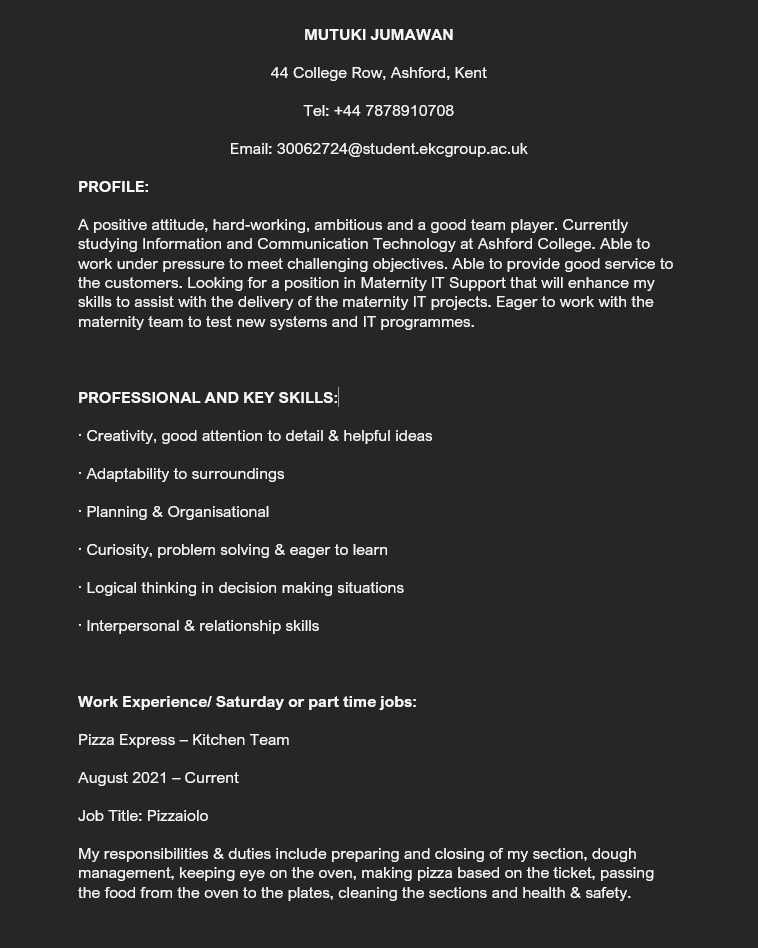 MUTUKI JUMAWAN
44 College Row, Ashford, Kent
Tel: +44 7878910708
Email: 30062724@student.ekcgroup.ac.uk
PROFILE:
A positive attitude, hard-working, ambitious and a good team player. Currently
studying Information and Communication Technology at Ashford College. Able to
work under pressure to meet challenging objectives. Able to provide good service to
the customers. Looking for a position in Maternity IT Support that will enhance my
skills to assist with the delivery of the maternity IT projects. Eager to work with the
maternity team to test new systems and IT programmes.
PROFESSIONAL AND KEY SKILLS:
· Creativity, good attention to detail & helpful ideas
· Adaptability to surroundings
· Planning & Organisational
· Curiosity, problem solving & eager to learn
· Logical thinking in decision making situations
· Interpersonal & relationship skills
Work Experience/ Saturday or part time jobs:
Pizza Express – Kitchen Team
August 2021 – Current
Job Title: Pizzaiolo
My responsibilities & duties include preparing and closing of my section, dough
management, keeping eye on the oven, making pizza based on the ticket, passing
the food from the oven to the plates, cleaning the sections and health & safety.